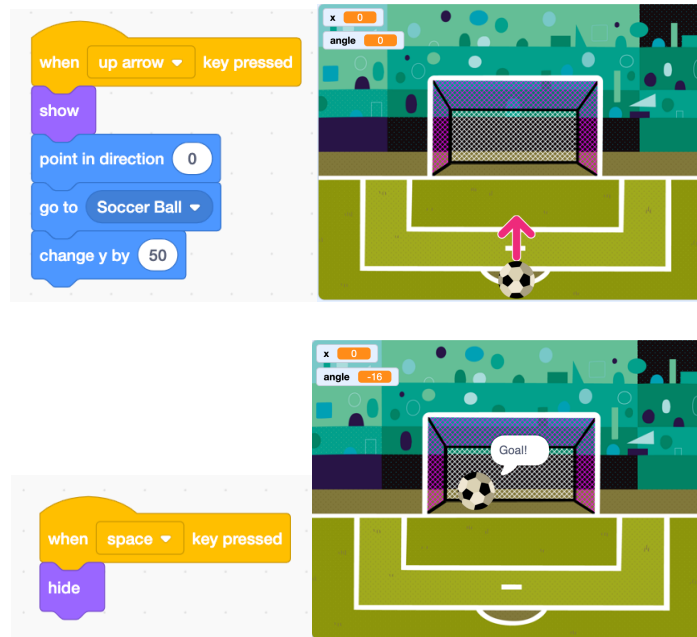 when up arrow key pressed
show
point in direction 0
go to Soccer Ball
change y by 50
x 0
angle 0
when space key pressed
hide
x 0
angle -16
Goal!